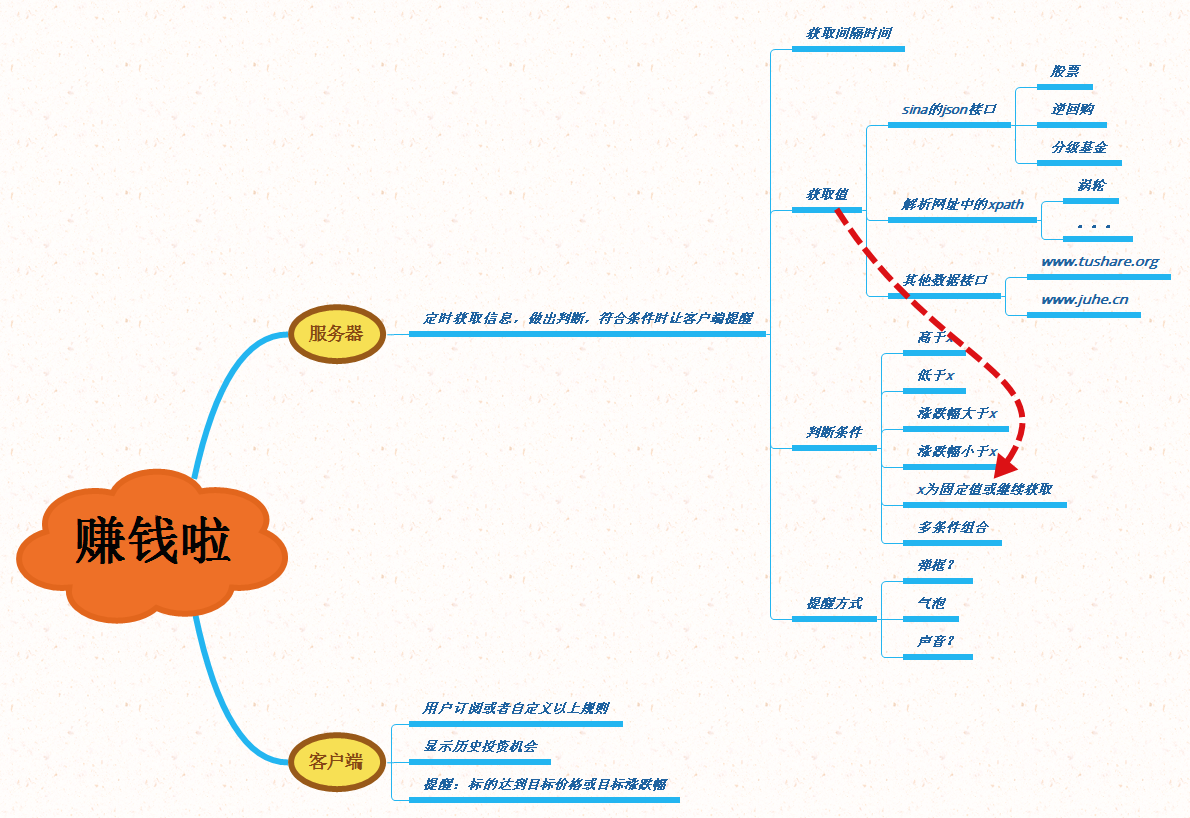 赚钱啦
服务器
定时获取信息，做出判断，符合条件时让客户端提醒
获取间隔时间
获取值
sina的json接口
股票
逆回购
分级基金
解析网址中的xpath
涡轮
。。。
其他数据接口
www.tushare.org
www.juhe.cn
判断条件
高于x
低于x
涨跌幅大于x
涨跌幅小于x
x为固定值或继续获取
多条件组合
提醒方式
弹框？
气泡
声音？
客户端
用户订阅或者自定义以上规则
显示历史投资机会
提醒：标的达到目标价格或目标涨跌幅